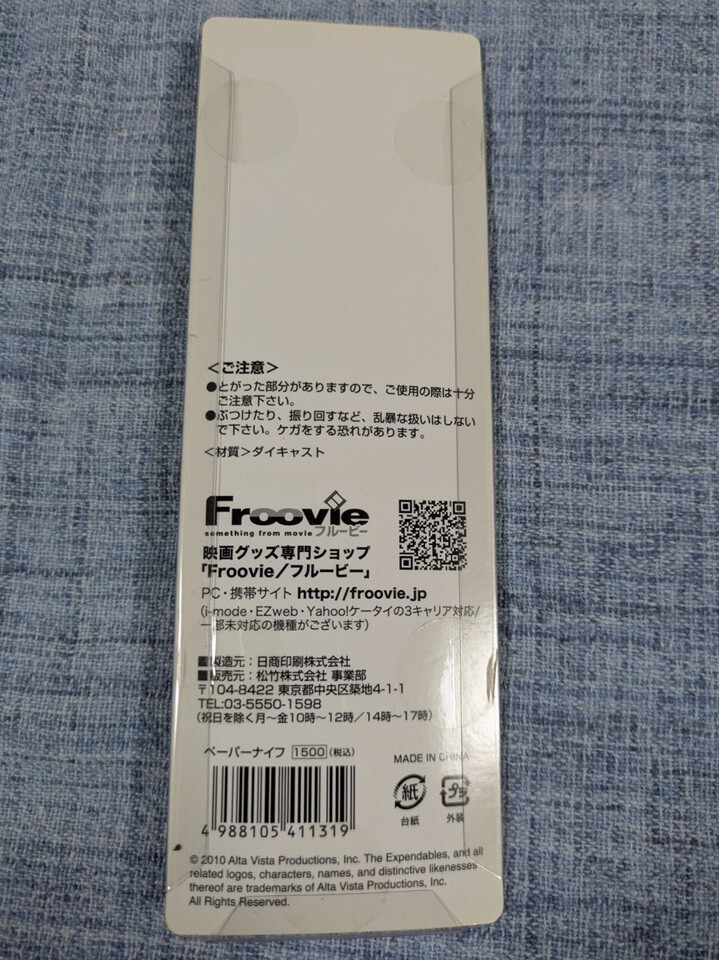 ＜ご注意＞
●とがった部分がありますので、ご使用の際は十分
ご注意下さい。
●ぶつけたり、振り回すなど、乱暴な扱いはしない
で下さい。ケガをする恐れがあります。
＜材質＞ダイキャスト
Froovie
something from movie フルービー
映画グッズ専門ショップ
「Froovie／フルービー」
PC・携帯サイト http://froovie.jp
(i-mode・EZweb・Yahoo!ケータイの3キャリア対応/
一部未対応の機種がございます)
■製造元：日商印刷株式会社
■販売元：松竹株式会社 事業部
〒104-8422 東京都中央区築地4-1-1
TEL:03-5550-1598
(祝日を除く月～金10時～12時／14時～17時)
ペーパーナイフ 1500 (税込)
MADE IN CHINA
紙
台紙
プラ
外装
4 988105 411319
© 2010 Alta Vista Productions, Inc. The Expendables, and all
related logos, characters, names, and distinctive likenesses
thereof are trademarks of Alta Vista Productions, Inc.
All Rights Reserved.